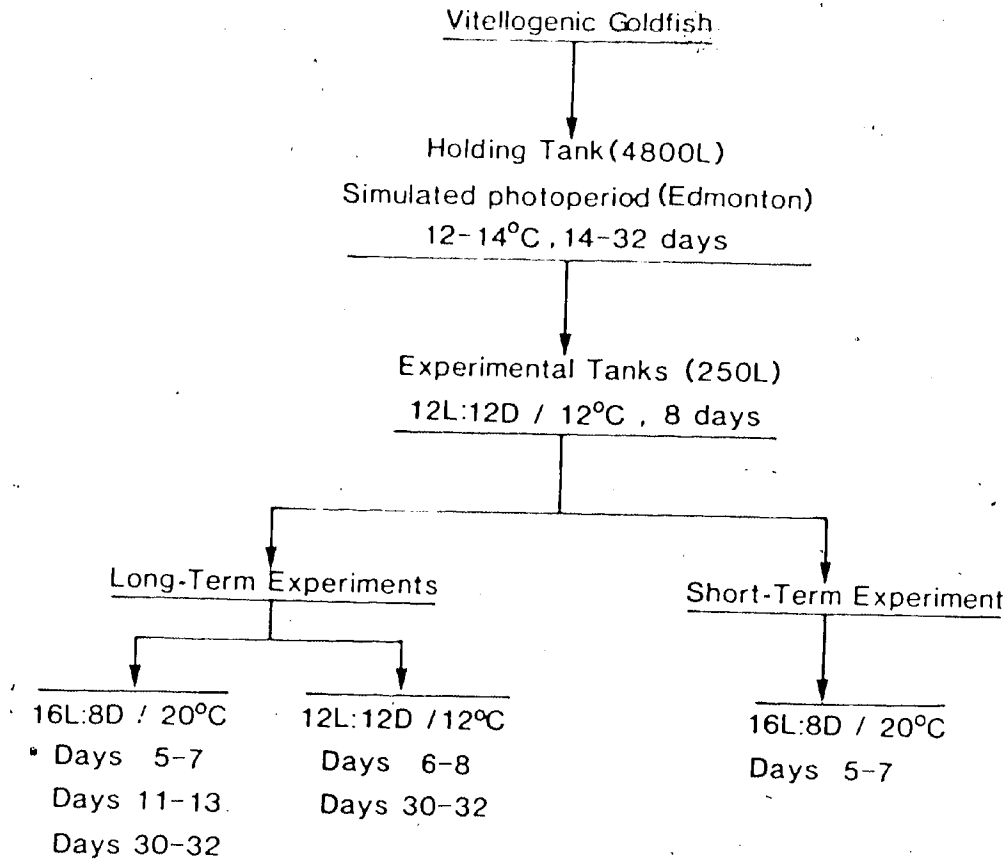 Vitellogenic Goldfish
Holding Tank (4800L)
Simulated photoperiod (Edmonton)
12-14°C, 14-32 days
Experimental Tanks (250L)
12L:12D / 12°C, 8 days
Long-Term Experiments
Short-Term Experiment
16L:8D / 20°C
Days 5-7
Days 11-13
Days 30-32
12L:12D / 12°C
Days 6-8
Days 30-32
16L:8D / 20°C
Days 5-7